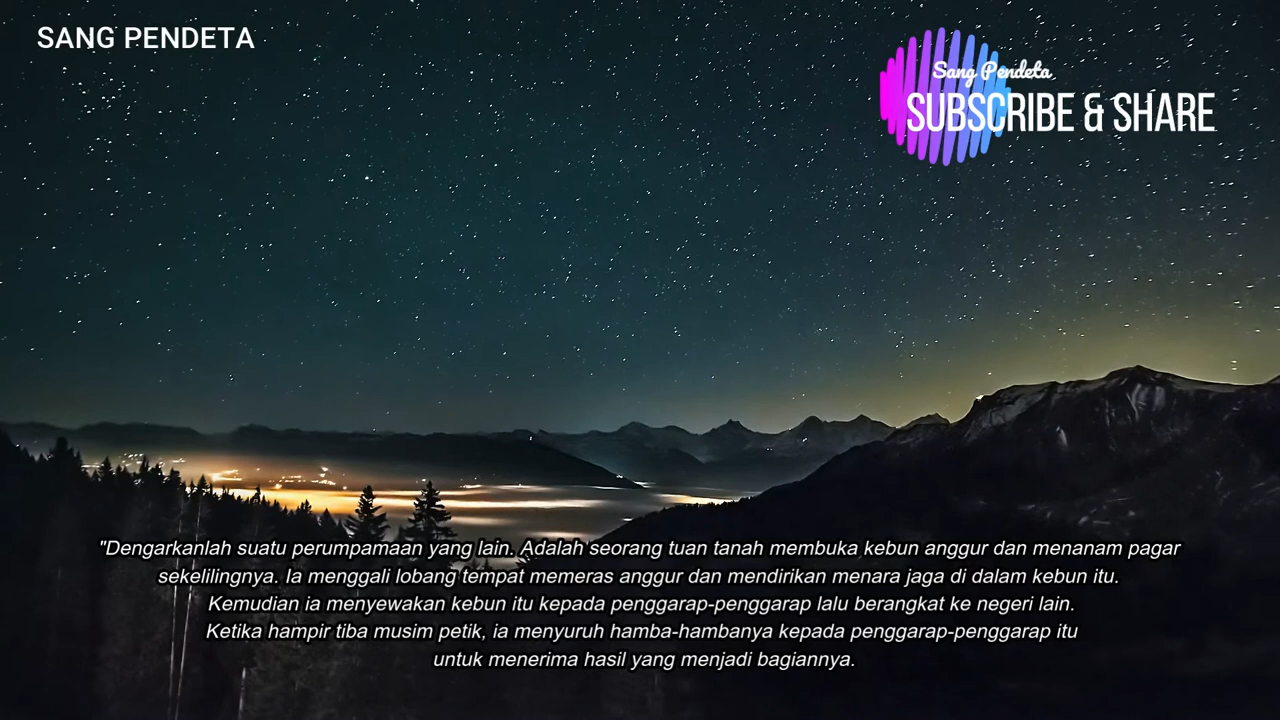 SANG PENDETA
Sang Pendeta
SUBSCRIBE & SHARE
"Dengarkanlah suatu perumpamaan yang lain. Adalah seorang tuan tanah membuka kebun anggur dan menanam pagar
sekelilingnya. Ia menggali lobang tempat memeras anggur dan mendirikan menara jaga di dalam kebun itu.
Kemudian ia menyewakan kebun itu kepada penggarap-penggarap lalu berangkat ke negeri lain.
Ketika hampir tiba musim petik, ia menyuruh hamba-hambanya kepada penggarap-penggarap itu
untuk menerima hasil yang menjadi bagiannya.